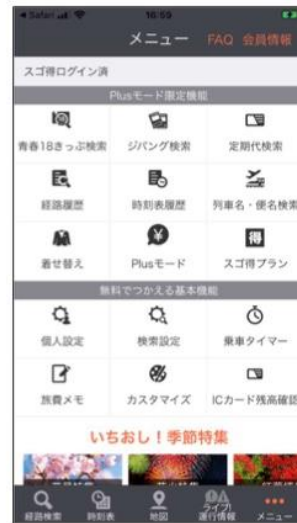 Safari 16:59
メニュー FAQ 会員情報
スゴ得ログイン済
Plusモード限定機能
青春18きっぷ検索 ジパング検索 定期代検索
経路履歴 時刻表履歴 列車名・便名検索
得
着せ替え Plusモード スゴ得プラン
無料でつかえる基本機能
個人設定 検索設定 乗車タイマー
旅費メモ カスタマイズ ICカード残高確認
いちおし!季節特集
ライブ!
経路検索 時刻表 地図 運行情報 メニュー